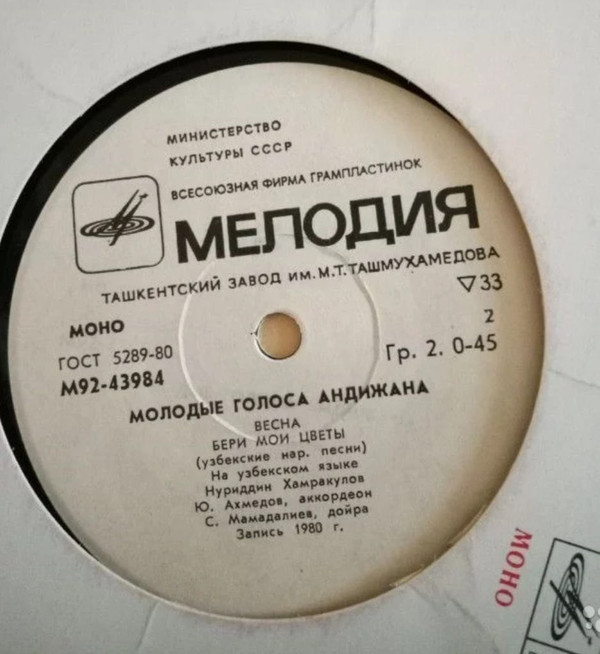 МИНИСТЕРСТВО
КУЛЬТУРЫ СССР
ВСЕСОЮЗНАЯ ФИРМА ГРАМПЛАСТИНОК
МЕЛОДИЯ
ТАШКЕНТСКИЙ ЗАВОД ИМ. М.Т. ТАШМУХАМЕДОВА
МОНО
▽33
ГОСТ 5289-80
2
М92-43984
Гр. 2. 0-45
МОЛОДЫЕ ГОЛОСА АНДИЖАНА
ВЕСНА
БЕРИ МОИ ЦВЕТЫ
(узбекские нар. песни)
На узбекском языке
Нуриддин Хамракулов
Ю. Ахмедов, аккордеон
С. Мамадалиев, дойра
Запись 1980 г.
МОНО